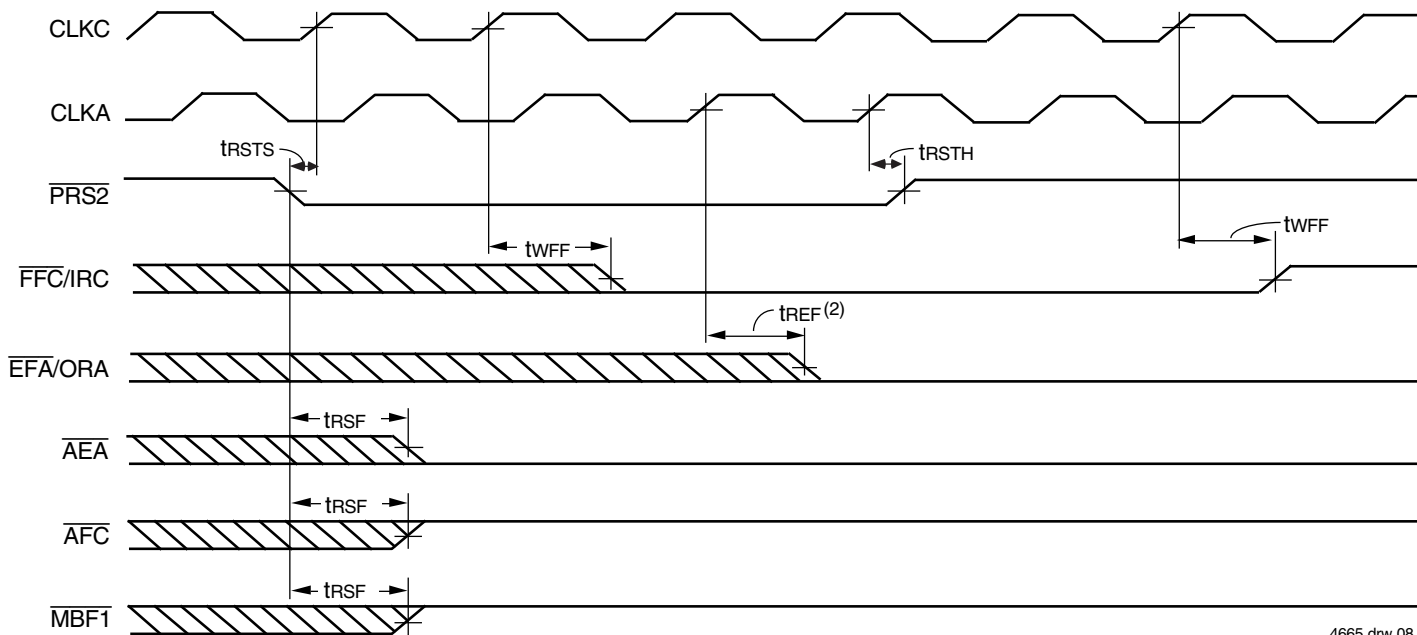 CLKC
CLKA
tRSTS
tRSTH
PRS2
tWFF
tWFF
FFC/IRC
tREF(2)
EFA/ORA
tRSF
AEA
tRSF
AFC
tRSF
MBF1
4665 drw 08